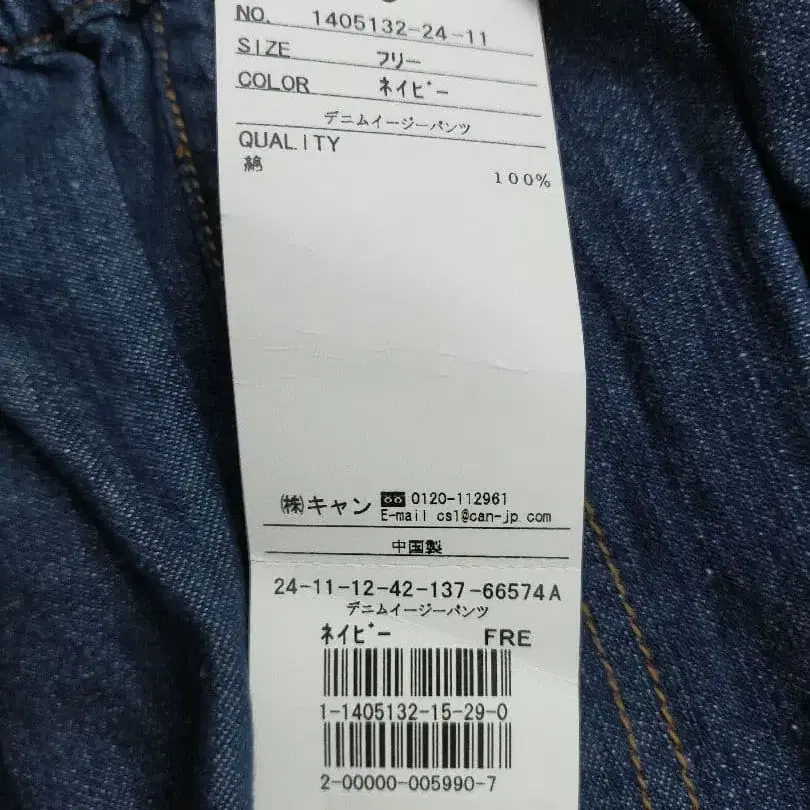 NO. 1405132-24-11
SIZE フリー
COLOR ネイビー
デニムイージーパンツ
QUALITY
綿 100%
㈱キャン 0120-112961
E-mail cs1@can-jp.com
中国製
24-11-12-42-137-66574A
デニムイージーパンツ
ネイビー FRE
1-1405132-15-29-0
2-00000-005990-7